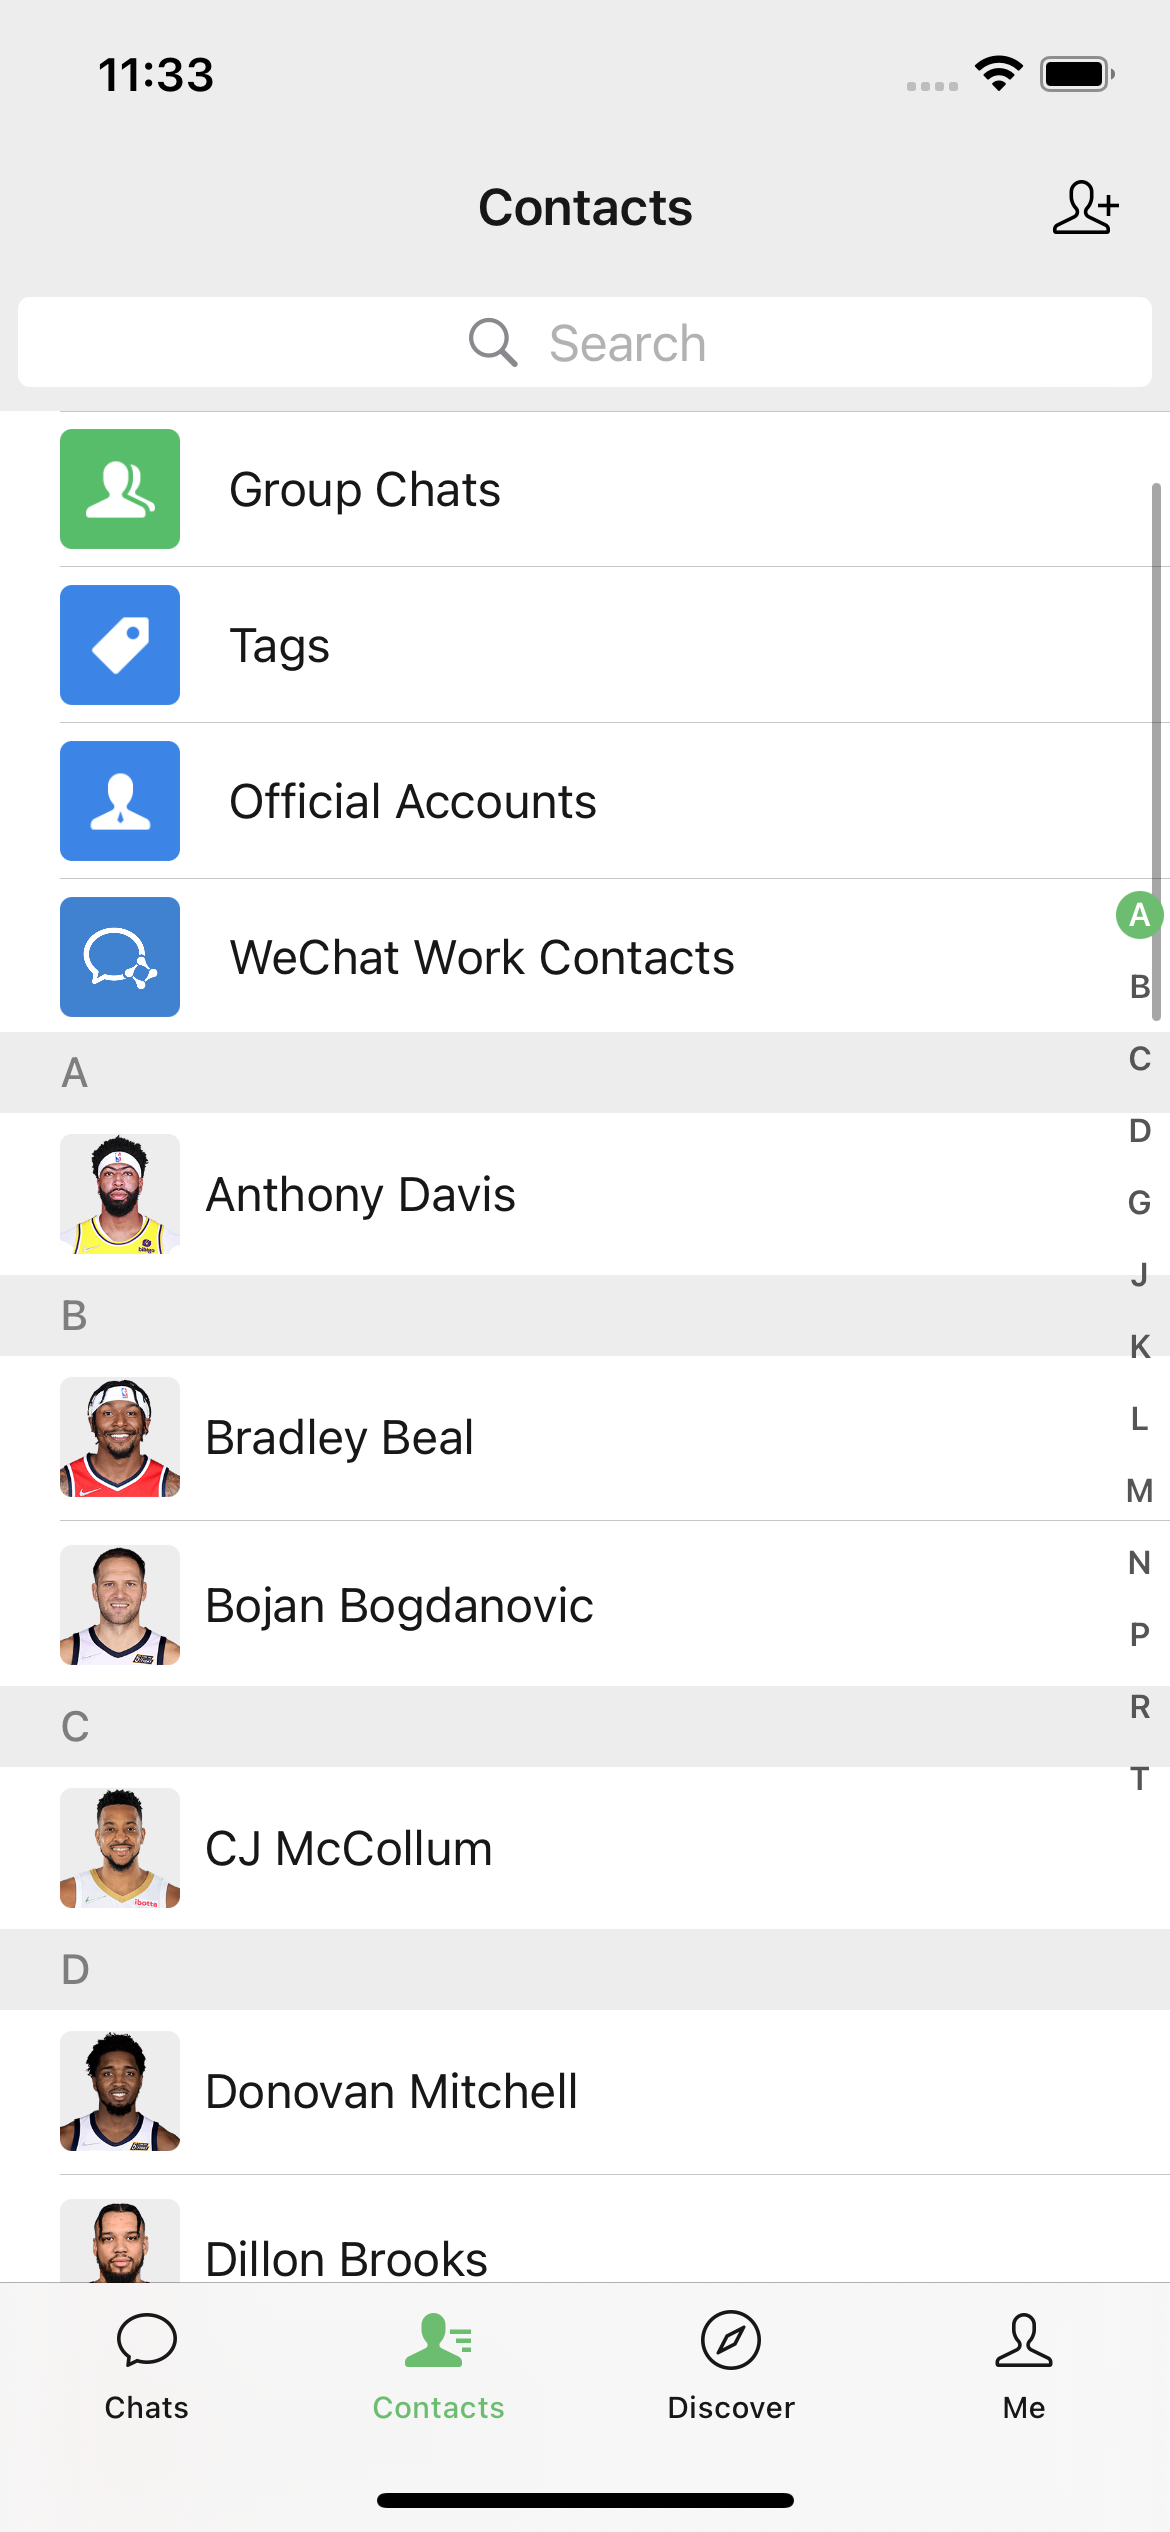 11:33
Contacts
Search
Group Chats
Tags
Official Accounts
WeChat Work Contacts
A
B
C
D
G
J
K
L
M
N
P
R
T
A
Anthony Davis
B
Bradley Beal
Bojan Bogdanovic
C
CJ McCollum
D
Donovan Mitchell
Dillon Brooks
Chats
Contacts
Discover
Me